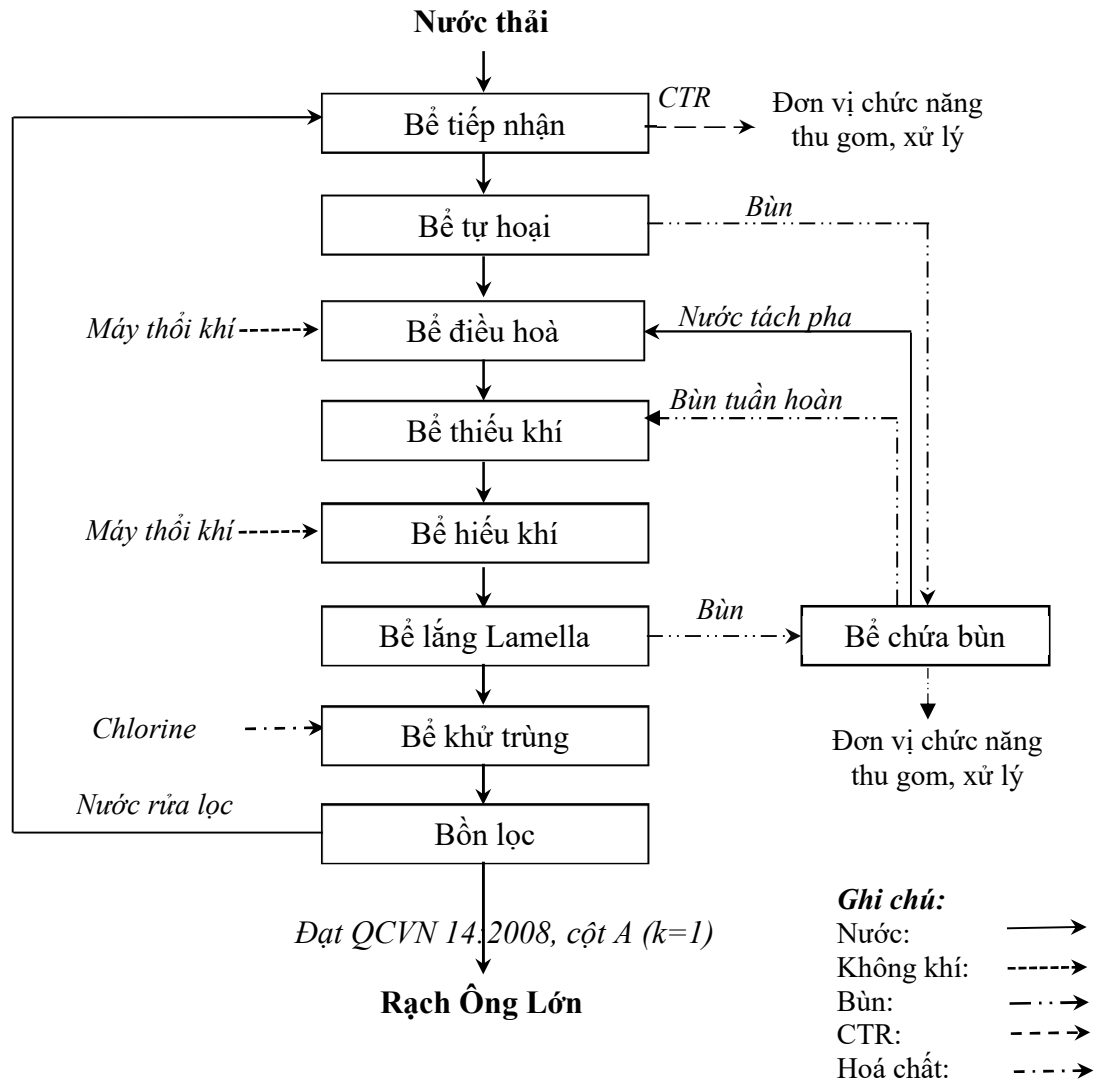 Nước thải
CTR
Đơn vị chức năng
thu gom, xử lý
Bể tiếp nhận
Bể tự hoại
Bùn
Máy thổi khí
Bể điều hoà
Nước tách pha
Bùn tuần hoàn
Bể thiếu khí
Máy thổi khí
Bể hiếu khí
Bể lắng Lamella
Bùn
Bể chứa bùn
Chlorine
Bể khử trùng
Đơn vị chức năng
thu gom, xử lý
Nước rửa lọc
Bồn lọc
Đạt QCVN 14:2008, cột A (k=1)
Rạch Ông Lớn
Ghi chú:
Nước:
Không khí:
Bùn:
CTR:
Hoá chất: